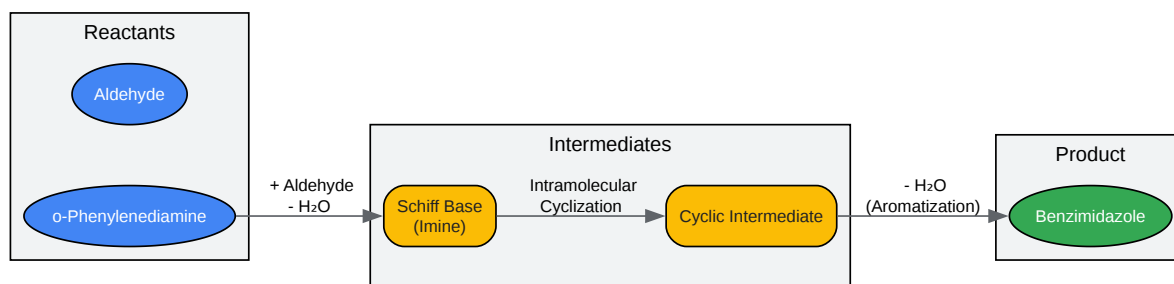 Reactants
Aldehyde
o-Phenylenediamine
+ Aldehyde
- H₂O
Intermediates
Schiff Base
(Imine)
Intramolecular
Cyclization
Cyclic Intermediate
- H₂O
(Aromatization)
Product
Benzimidazole